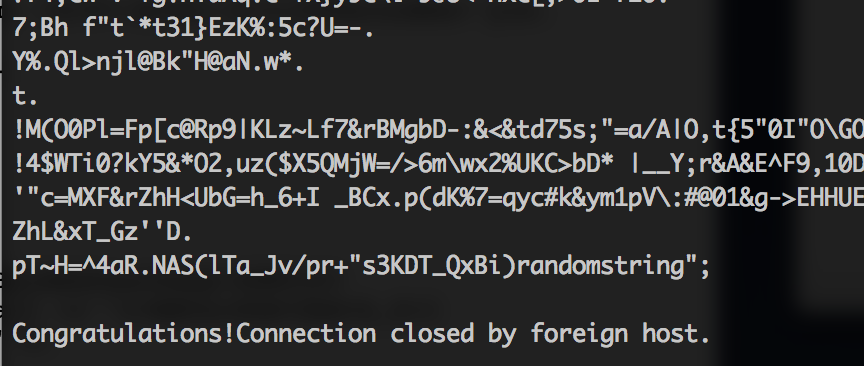 7;Bh f"t`*t31}EzK%:5c?U=-.
Y%.Ql>njl@Bk"H@aN.w*.
t.
!M(O0Pl=Fp[c@Rp9|KLz~Lf7&rBMgbD-:&<&td75s;"=a/A|O,t{5"0I"O\GO
!4$WTi0?kY5&*O2,uz($X5QMjW=/>6m\wx2%UKC>bD* |__Y;r&A&E^F9,10D
'"c=MXF&rZhH<UbG=h_6+I _BCx.p(dK%7=qyc#k&ym1pV\:#@01&g->EHHUE
ZhL&xT_Gz''D.
pT~H=^4aR.NAS(lTa_Jv/pr+"s3KDT_QxBi)randomstring";
Congratulations!Connection closed by foreign host.